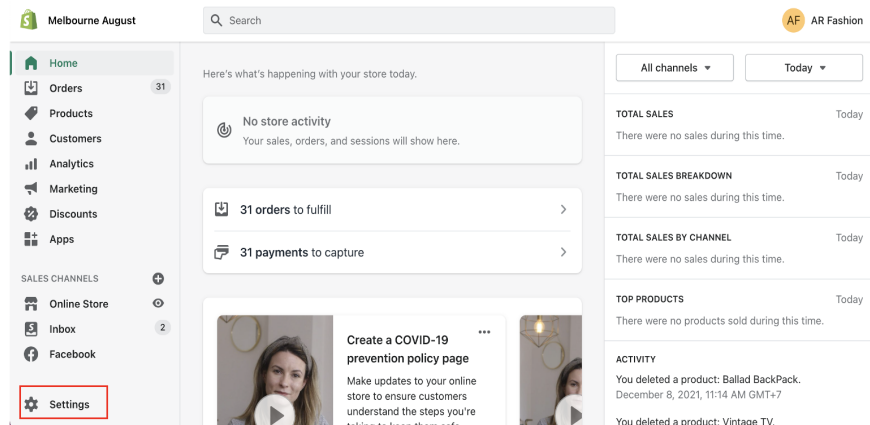 Melbourne August
Search
AF AR Fashion
Home
Orders 31
Products
Customers
Analytics
Marketing
Discounts
Apps
SALES CHANNELS
Online Store
Inbox 2
Facebook
Settings
Here's what's happening with your store today.
No store activity
Your sales, orders, and sessions will show here.
31 orders to fulfill
31 payments to capture
Create a COVID-19
prevention policy page
Make updates to your online
store to ensure customers
understand the steps you're
taking to keep them safe
All channels Today
TOTAL SALES Today
There were no sales during this time.
TOTAL SALES BREAKDOWN Today
There were no sales during this time.
TOTAL SALES BY CHANNEL Today
There were no sales during this time.
TOP PRODUCTS Today
There were no products sold during this time.
ACTIVITY
You deleted a product: Ballad BackPack.
December 8, 2021, 11:14 AM GMT+7
You deleted a product: Vintage TV.